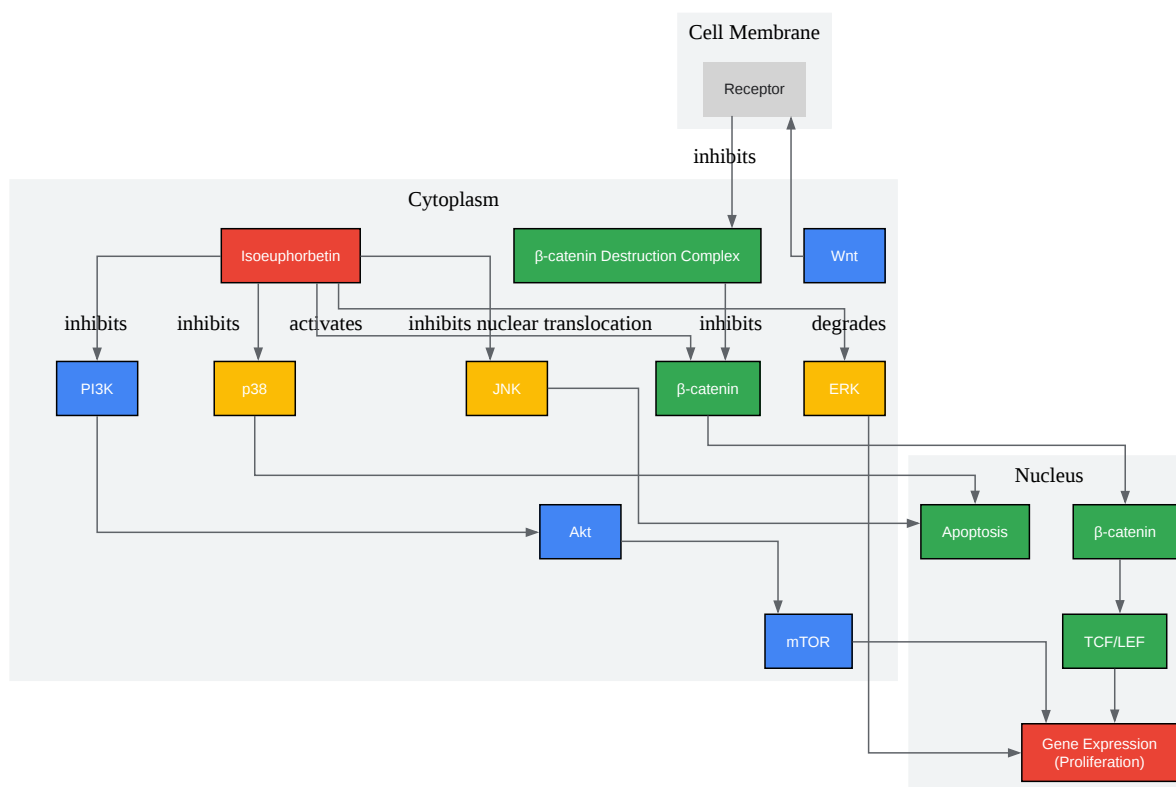 Cell Membrane
Receptor
inhibits
Cytoplasm
Isoeuphorbetin
β-catenin Destruction Complex
Wnt
inhibits
inhibits
activates
inhibits nuclear translocation
inhibits
degrades
PI3K
p38
JNK
β-catenin
ERK
Nucleus
Akt
Apoptosis
β-catenin
mTOR
TCF/LEF
Gene Expression
(Proliferation)